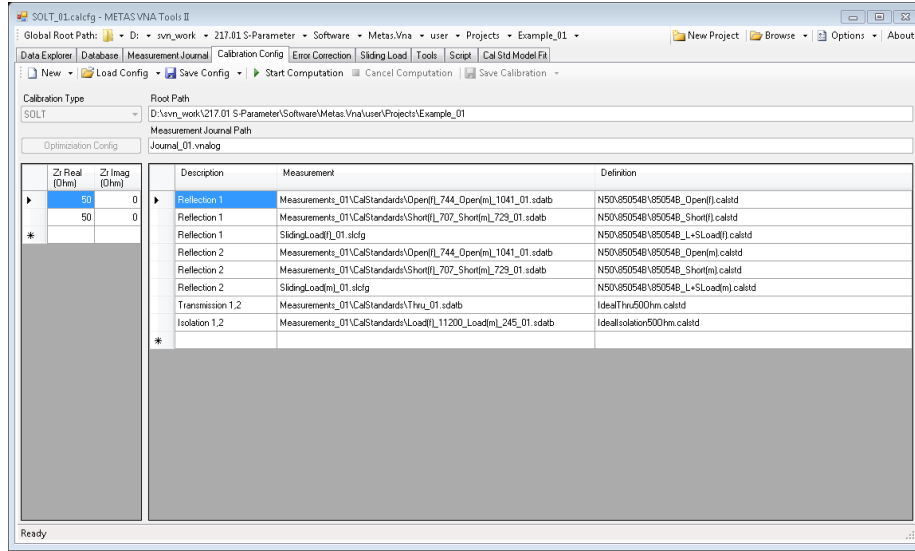 SOLT_01.calcfg - METAS VNA Tools II
Global Root Path: D: svn_work 217.01 S-Parameter Software Metas.Vna user Projects Example_01 New Project Browse Options About
Data Explorer Database Measurement Journal Calibration Config Error Correction Sliding Load Tools Script Cal Std Model Fit
New Load Config Save Config Start Computation Cancel Computation Save Calibration
Calibration Type Root Path
SOLT D:\svn_work\217.01 S-Parameter\Software\Metas.Vna\user\Projects\Example_01
Measurement Journal Path
Optimiziation Config Journal_01.vnalog
Zr Real (Ohm) Zr Imag (Ohm) Description Measurement Definition
50 0 Reflection 1 Measurements_01\CalStandards\Open(f)_744_Open(m)_1041_01.sdatb N50\85054B\85054B_Open(f).calstd
50 0 Reflection 1 Measurements_01\CalStandards\Short(f)_707_Short(m)_729_01.sdatb N50\85054B\85054B_Short(f).calstd
Reflection 1 SlidingLoad(f)_01.slcfg N50\85054B\85054B_L+SLoad(f).calstd
Reflection 2 Measurements_01\CalStandards\Open(f)_744_Open(m)_1041_01.sdatb N50\85054B\85054B_Open(m).calstd
Reflection 2 Measurements_01\CalStandards\Short(f)_707_Short(m)_729_01.sdatb N50\85054B\85054B_Short(m).calstd
Reflection 2 SlidingLoad(m)_01.slcfg N50\85054B\85054B_L+SLoad(m).calstd
Transmission 1,2 Measurements_01\CalStandards\Thru_01.sdatb IdealThru50Ohm.calstd
Isolation 1,2 Measurements_01\CalStandards\Load(f)_11200_Load(m)_245_01.sdatb IdealIsolation50Ohm.calstd
Ready